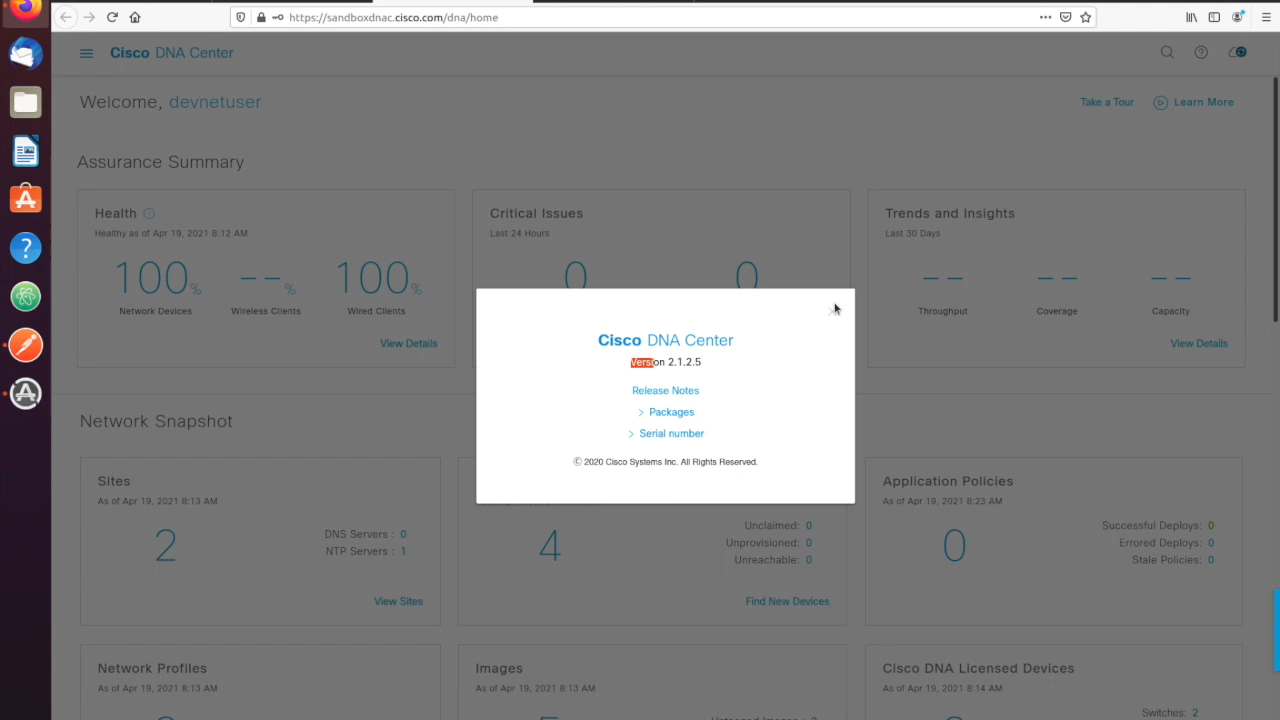 https://sandboxdnac.cisco.com/dna/home
Cisco DNA Center
Welcome, devnetuser
Take a Tour
Learn More
Assurance Summary
Health
Healthy as of Apr 19, 2021 8:12 AM
100%
Network Devices
--%
Wireless Clients
100%
Wired Clients
View Details
Critical Issues
Last 24 Hours
0
0
Trends and Insights
Last 30 Days
--
Throughput
--
Coverage
--
Capacity
View Details
Cisco DNA Center
Version 2.1.2.5
Release Notes
> Packages
> Serial number
© 2020 Cisco Systems Inc. All Rights Reserved.
Network Snapshot
Sites
As of Apr 19, 2021 8:13 AM
2
DNS Servers : 0
NTP Servers : 1
View Sites
4
Unclaimed: 0
Unprovisioned: 0
Unreachable: 0
Find New Devices
Application Policies
As of Apr 19, 2021 8:23 AM
0
Successful Deploys: 0
Errored Deploys: 0
Stale Policies: 0
Network Profiles
As of Apr 19, 2021 8:13 AM
Images
As of Apr 19, 2021 8:13 AM
Cisco DNA Licensed Devices
As of Apr 19, 2021 8:14 AM
Switches: 2